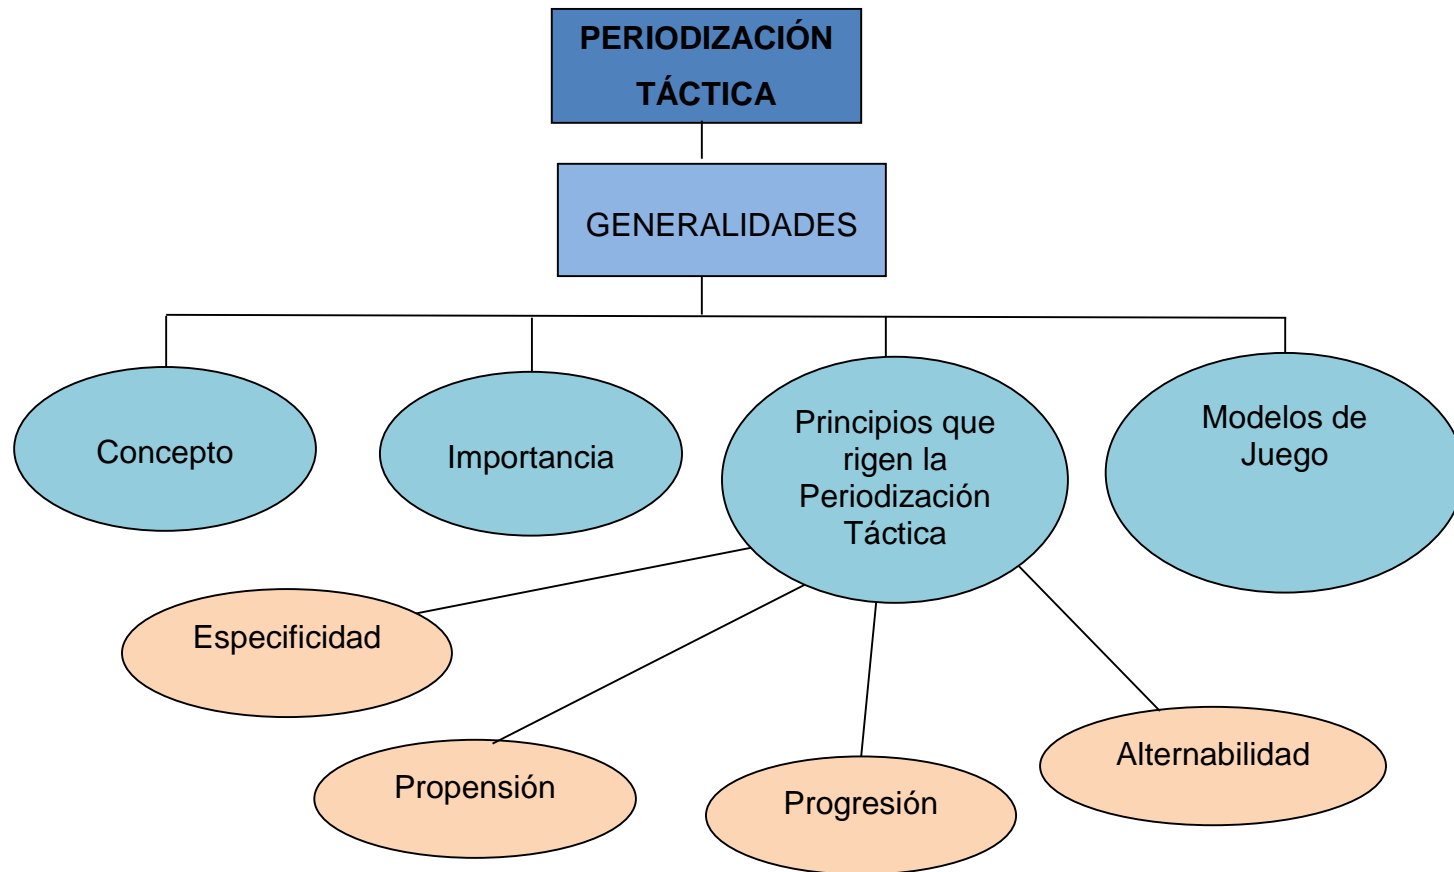 PERIODIZACIÓN
TÁCTICA
GENERALIDADES
Concepto
Importancia
Principios que
rigen la
Periodización
Táctica
Modelos de
Juego
Especificidad
Propensión
Progresión
Alternabilidad